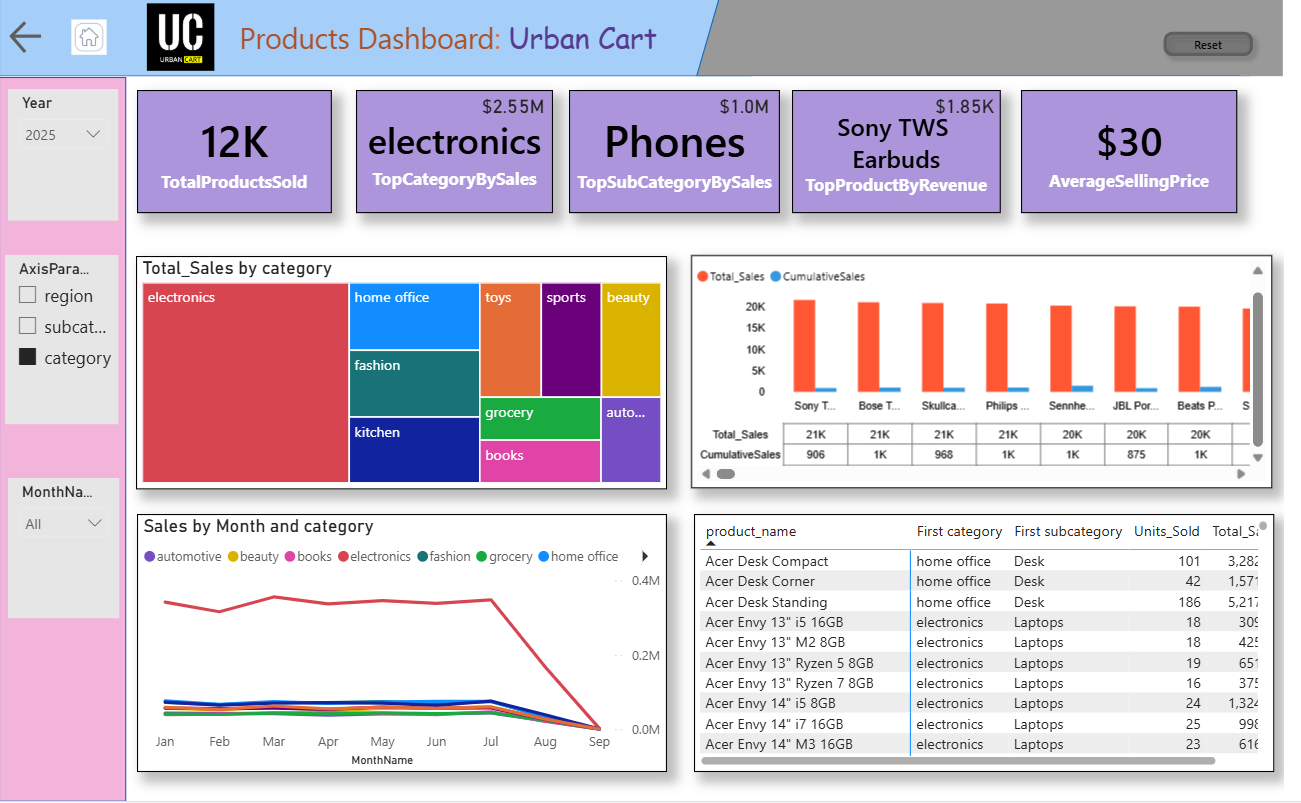 UC
URBAN CART
Products Dashboard: Urban Cart
Reset
Year
2025
AxisPara...
region
subcat...
category
MonthNa...
All
12K
TotalProductsSold
$2.55M
electronics
TopCategoryBySales
$1.0M
Phones
TopSubCategoryBySales
$1.85K
Sony TWS
Earbuds
TopProductByRevenue
$30
AverageSellingPrice
Total_Sales by category
electronics
home office
fashion
kitchen
toys
sports
beauty
grocery
books
auto...
Total_Sales CumulativeSales
20K
15K
10K
5K
0
Sony T... Bose T... Skullca... Philips ... Sennhe... JBL Por... Beats P... S
Total_Sales 21K 21K 21K 21K 20K 20K 20K
CumulativeSales 906 1K 968 1K 1K 875 1K
Sales by Month and category
automotive beauty books electronics fashion grocery home office
0.4M
0.2M
0.0M
Jan Feb Mar Apr May Jun Jul Aug Sep
MonthName
product_name First category First subcategory Units_Sold Total_Sa
Acer Desk Compact home office Desk 101 3,282
Acer Desk Corner home office Desk 42 1,571
Acer Desk Standing home office Desk 186 5,217
Acer Envy 13" i5 16GB electronics Laptops 18 309
Acer Envy 13" M2 8GB electronics Laptops 18 425
Acer Envy 13" Ryzen 5 8GB electronics Laptops 19 651
Acer Envy 13" Ryzen 7 8GB electronics Laptops 16 375
Acer Envy 14" i5 8GB electronics Laptops 24 1,324
Acer Envy 14" i7 16GB electronics Laptops 25 998
Acer Envy 14" M3 16GB electronics Laptops 23 616